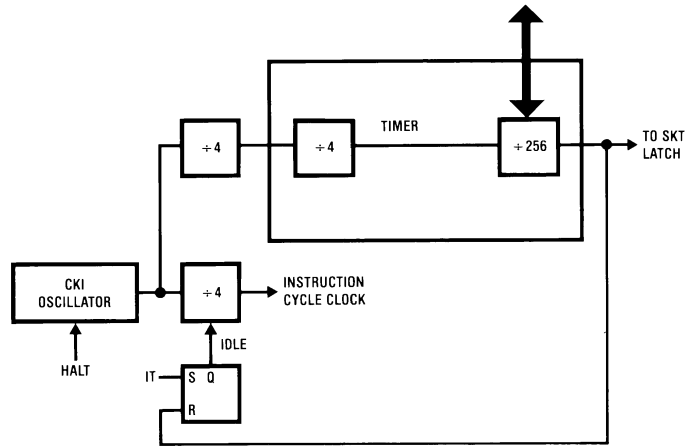 TIMER
÷4
÷4
÷256
TO SKT
LATCH
CKI
OSCILLATOR
÷4
INSTRUCTION
CYCLE CLOCK
IDLE
HALT
IT
S Q
R